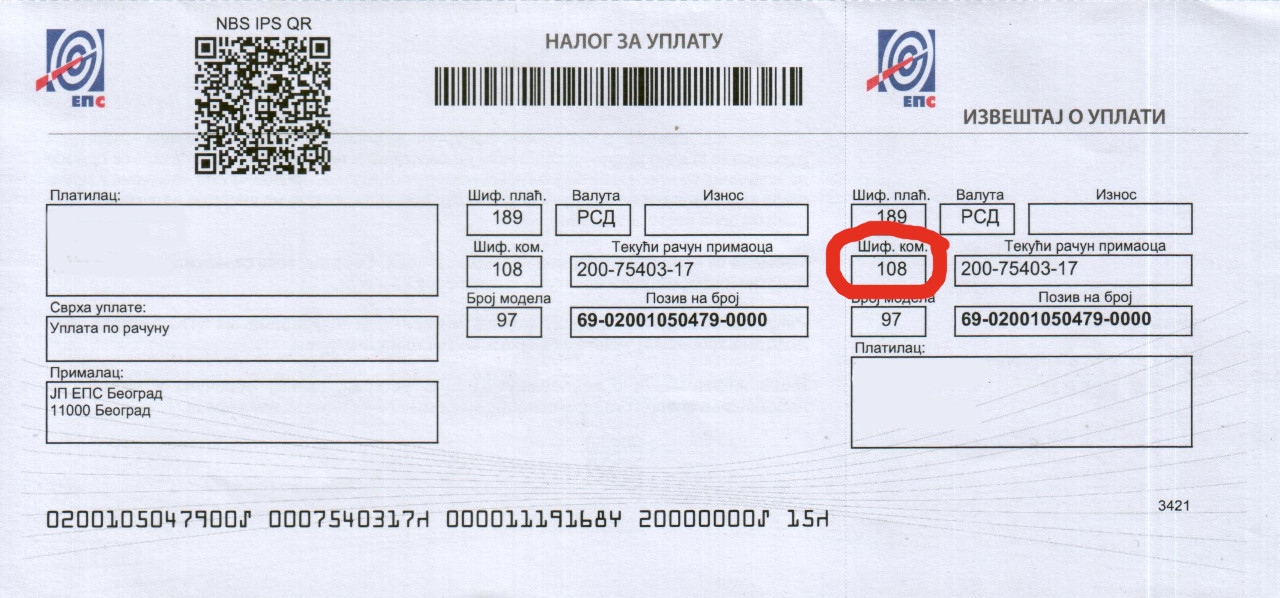 NBS IPS QR
НАЛОГ ЗА УПЛАТУ
ЕПС
ЕПС
ИЗВЕШТАЈ О УПЛАТИ
Платилац:
Сврха уплате:
Уплата по рачуну
Прималац:
ЈП ЕПС Београд
11000 Београд
Шиф. плаћ. Валута Износ
189 РСД
Шиф. ком. Текући рачун примаоца
108 200-75403-17
Број модела Позив на број
97 69-02001050479-0000
Шиф. плаћ. Валута Износ
189 РСД
Шиф. ком. Текући рачун примаоца
108 200-75403-17
Број модела Позив на број
97 69-02001050479-0000
Платилац:
3421
0200105047900 0007540317 00001119168 20000000 15